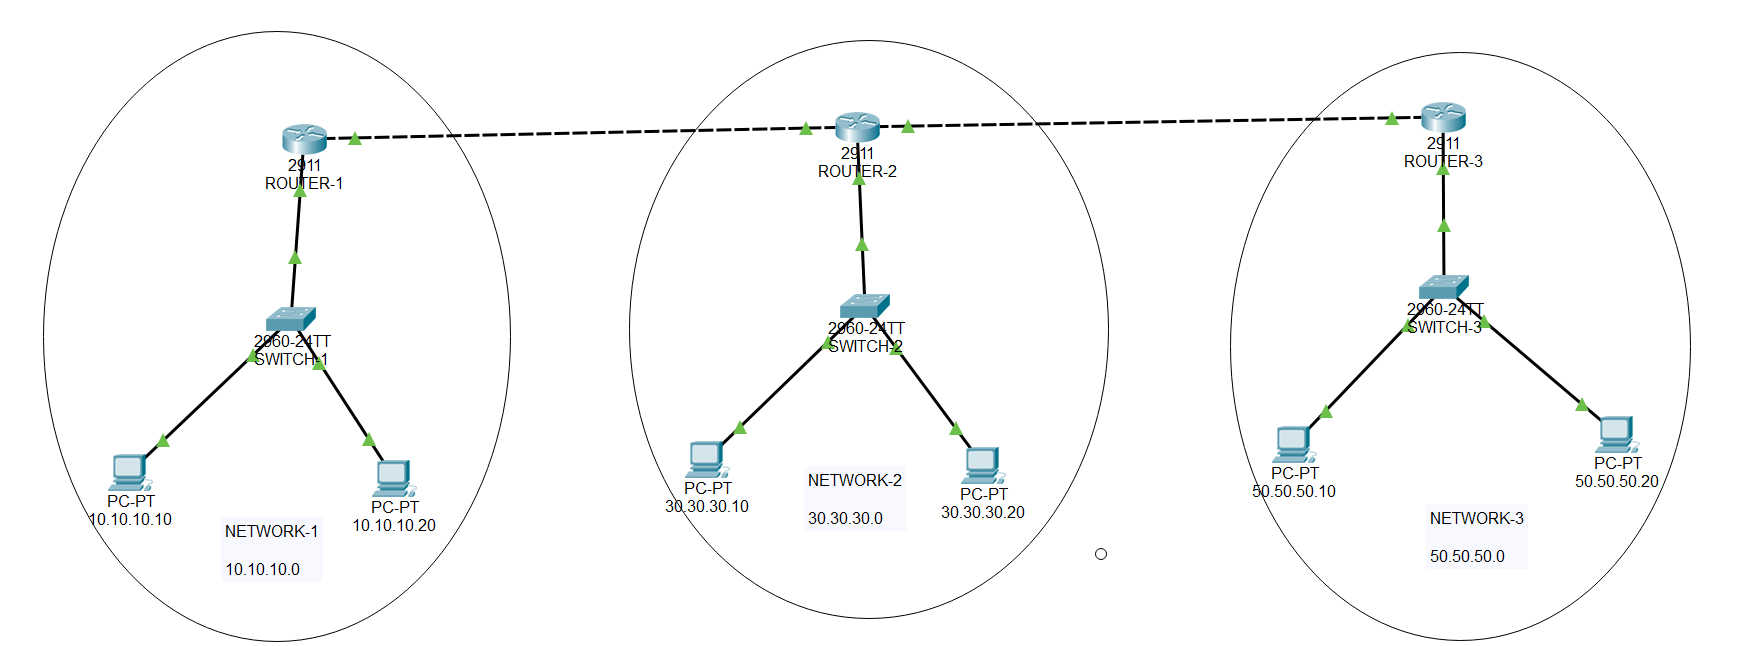 2911
ROUTER-1
2960-24TT
SWITCH-1
PC-PT
10.10.10.10
PC-PT
10.10.10.20
NETWORK-1
10.10.10.0
2911
ROUTER-2
2960-24TT
SWITCH-2
PC-PT
30.30.30.10
NETWORK-2
30.30.30.0
PC-PT
30.30.30.20
2911
ROUTER-3
2960-24TT
SWITCH-3
PC-PT
50.50.50.10
PC-PT
50.50.50.20
NETWORK-3
50.50.50.0